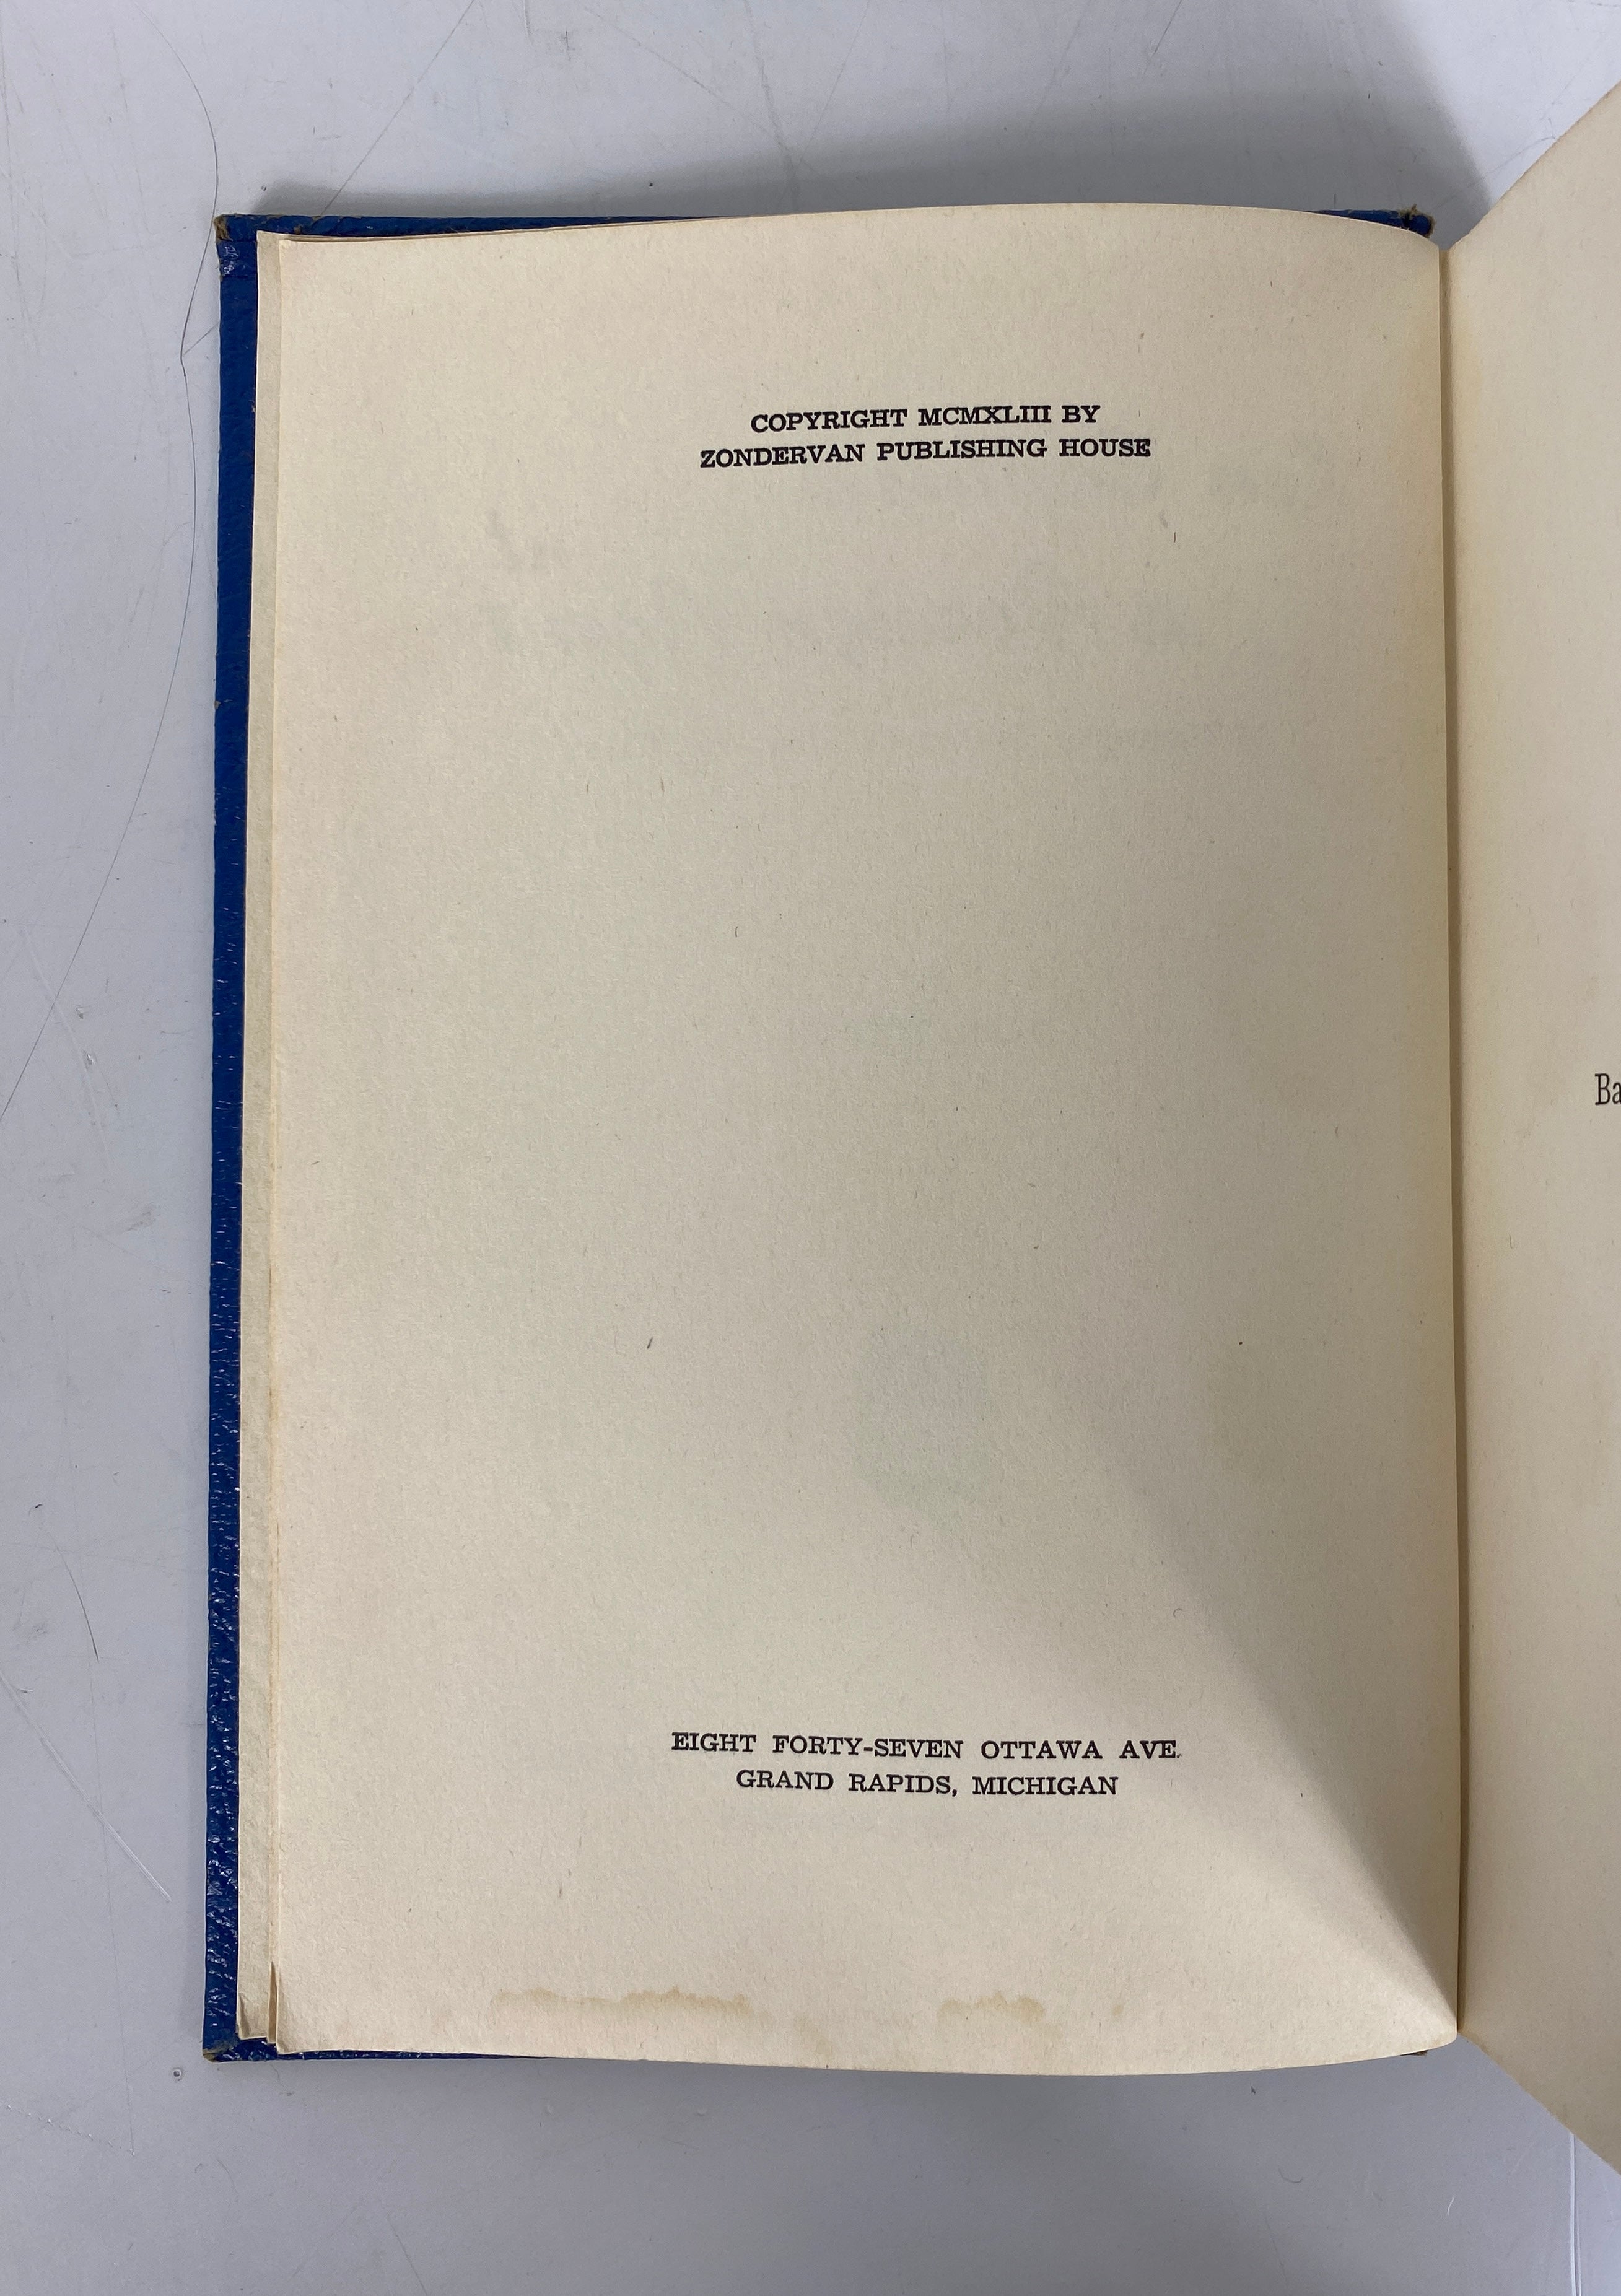 COPYRIGHT MCMXLIII BY
ZONDERVAN PUBLISHING HOUSE
EIGHT FORTY-SEVEN OTTAWA AVE.
GRAND RAPIDS, MICHIGAN